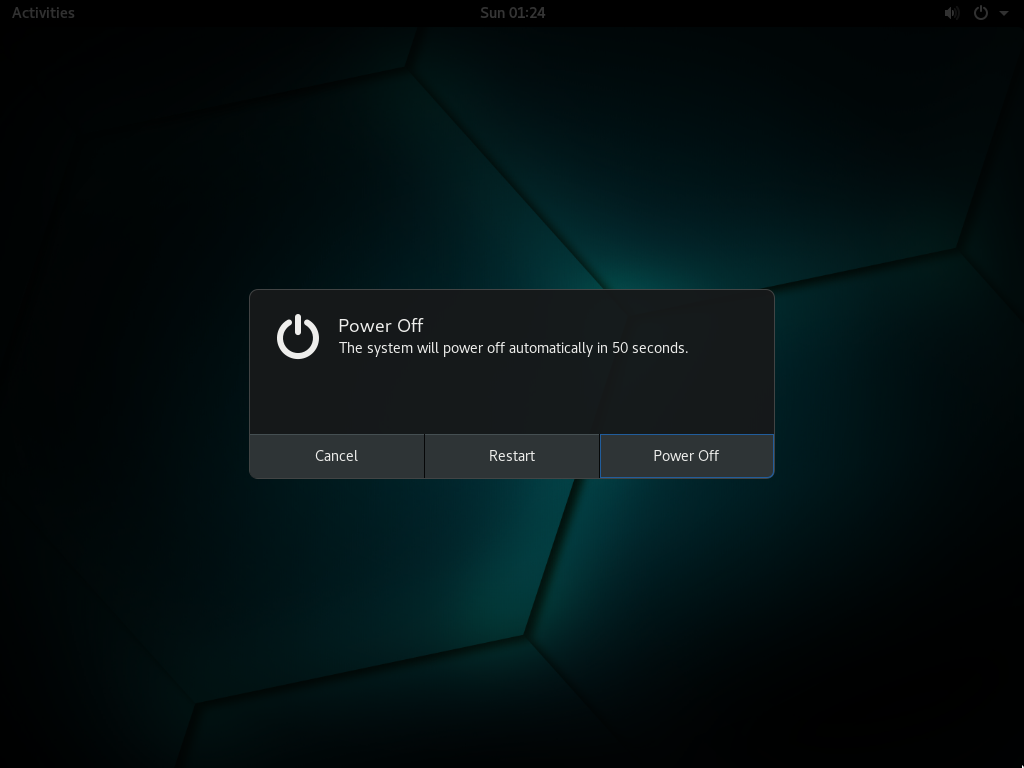 Activities
Sun 01:24
Power Off
The system will power off automatically in 50 seconds.
Cancel
Restart
Power Off